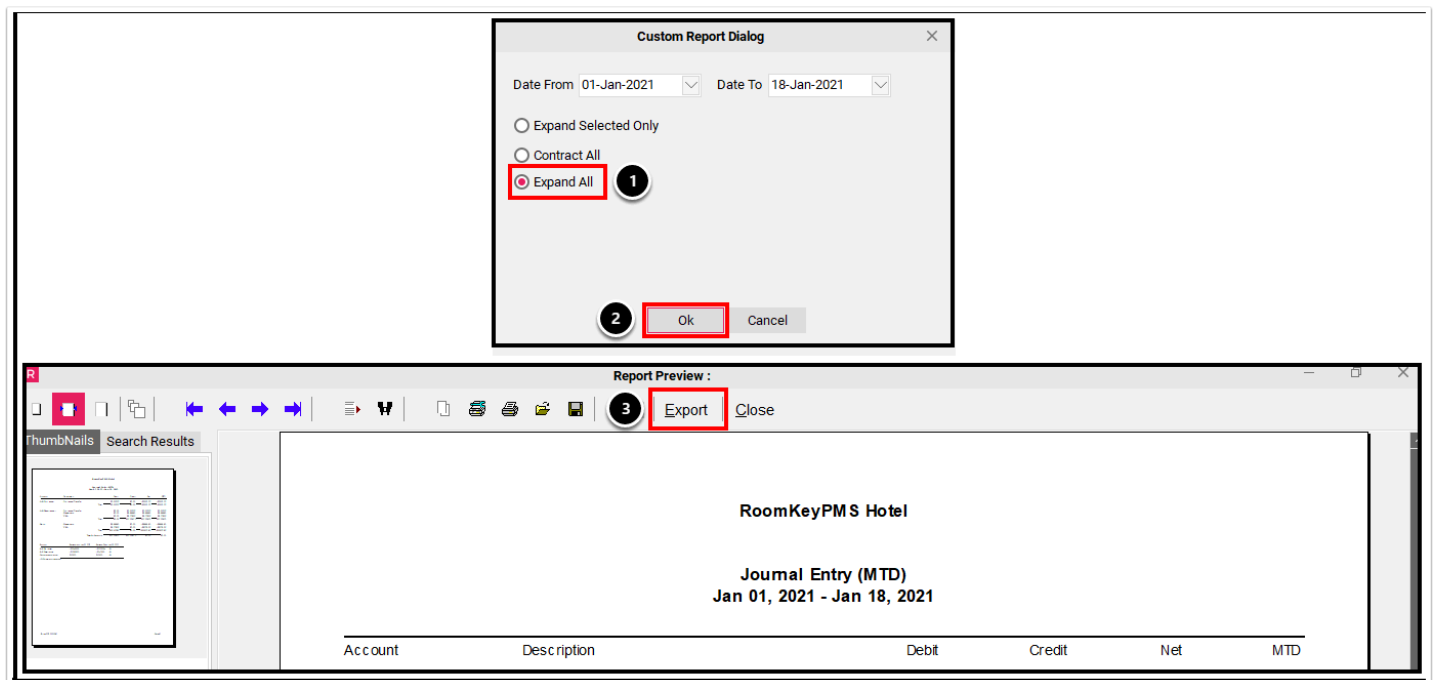 Custom Report Dialog
Date From 01-Jan-2021 Date To 18-Jan-2021
Expand Selected Only
Contract All
Expand All 1
2 Ok Cancel
R Report Preview :
3 Export Close
ThumbNails Search Results
RoomKeyPMS Hotel
Journal Entry (MTD)
Jan 01, 2021 - Jan 18, 2021
Account Description Debit Credit Net MTD